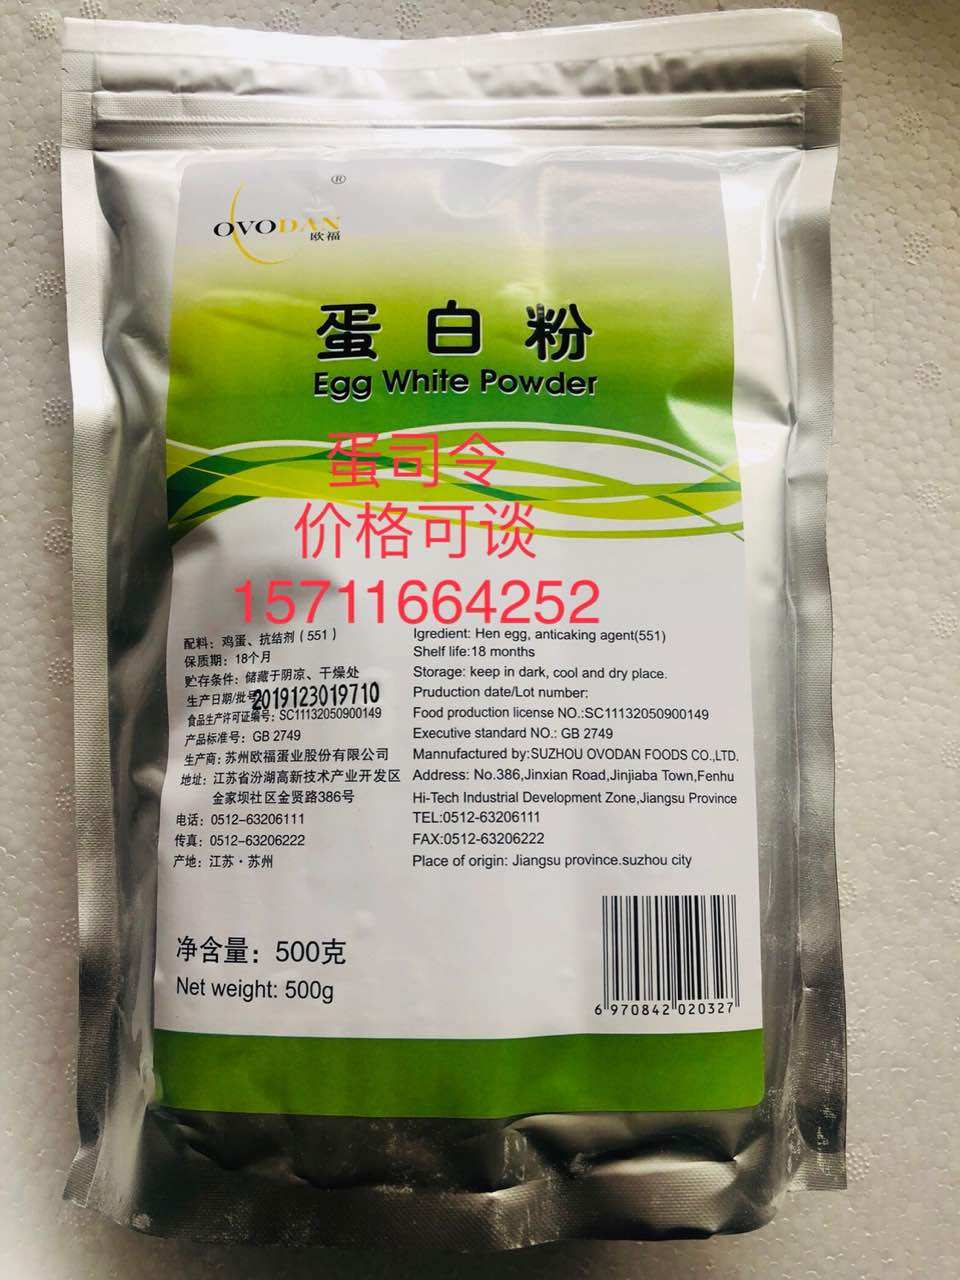 ®
OVODAN
欧福
蛋白粉
Egg White Powder
蛋司令
价格可谈
15711664252
配料：鸡蛋、抗结剂（551）
保质期：18个月
贮存条件：储藏于阴凉、干燥处
生产日期/批号
2019123019710
食品生产许可证编号：SC11132050900149
产品标准号：GB 2749
生产商：苏州欧福蛋业股份有限公司
地址：江苏省汾湖高新技术产业开发区
金家坝社区金贤路386号
电话：0512-63206111
传真：0512-63206222
产地：江苏·苏州
Igredient: Hen egg, anticaking agent(551)
Shelf life:18 months
Storage: keep in dark, cool and dry place.
Pruduction date/Lot number:
Food production license NO.:SC11132050900149
Executive standard NO.: GB 2749
Manufactured by:SUZHOU OVODAN FOODS CO.,LTD.
Address: No.386,Jinxian Road,Jinjiaba Town,Fenhu
Hi-Tech Industrial Development Zone,Jiangsu Province
TEL:0512-63206111
FAX:0512-63206222
Place of origin: Jiangsu province.suzhou city
净含量：500克
Net weight: 500g
6 970842 020327